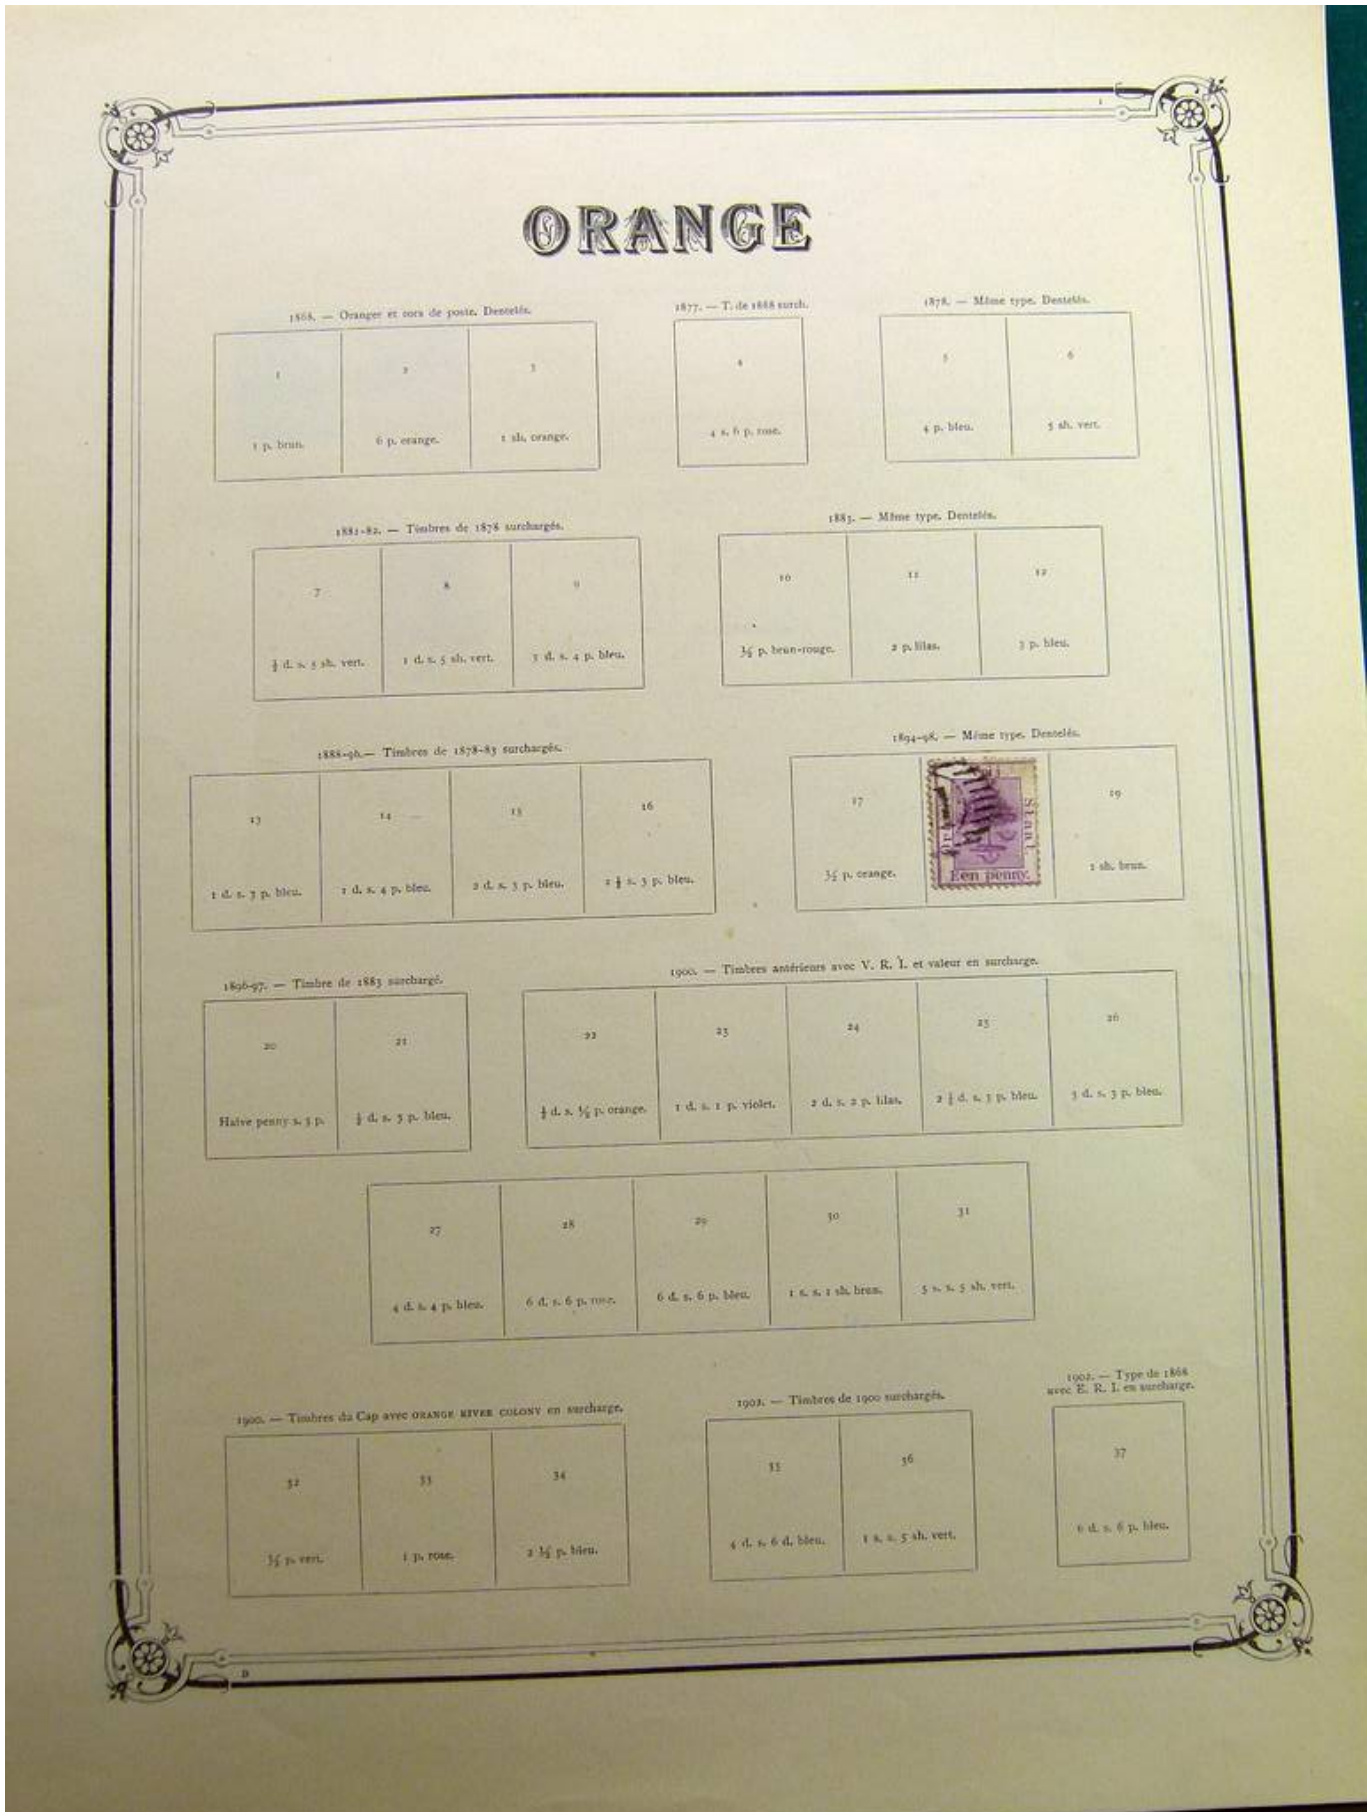 ORANGE
1868. — Oranger et cors de poste. Dentelés.
1 2 3
1 p. brun. 6 p. orange. 1 sh. orange.
1877. — T. de 1868 surch.
4
4 s. 6 p. rose.
1878. — Même type. Dentelés.
5 6
4 p. bleu. 5 sh. vert.
1881-82. — Timbres de 1878 surchargés.
7 8 9
½ d. s. 5 sh. vert. 1 d. s. 5 sh. vert. 3 d. s. 4 p. bleu.
1883. — Même type. Dentelés.
10 11 12
½ p. brun-rouge. 2 p. lilas. 3 p. bleu.
1888-96. — Timbres de 1878-83 surchargés.
13 14 15 16
1 d. s. 3 p. bleu. 1 d. s. 4 p. bleu. 2 d. s. 3 p. bleu. 2 ½ s. 3 p. bleu.
1894-98. — Même type. Dentelés.
17 19
½ p. orange. 1 sh. brun.
Staat.
Een penny.
1896-97. — Timbre de 1883 surchargé.
20 21
Halve penny s. 3 p. ½ d. s. 3 p. bleu.
1900. — Timbres antérieurs avec V. R. I. et valeur en surcharge.
22 23 24 25 26
½ d. s. ½ p. orange. 1 d. s. 1 p. violet. 2 d. s. 2 p. lilas. 2 ½ d. s. 3 p. bleu. 3 d. s. 3 p. bleu.
27 28 29 30 31
4 d. s. 4 p. bleu. 6 d. s. 6 p. rose. 6 d. s. 6 p. bleu. 1 s. s. 1 sh. brun. 5 s. s. 5 sh. vert.
1900. — Timbres du Cap avec ORANGE RIVER COLONY en surcharge.
32 33 34
½ p. vert. 1 p. rose. 2 ½ p. bleu.
1902. — Timbres de 1900 surchargés.
35 36
4 d. s. 6 d. bleu. 1 s. s. 5 sh. vert.
1902. — Type de 1868
avec E. R. I. en surcharge.
37
6 d. s. 6 p. bleu.